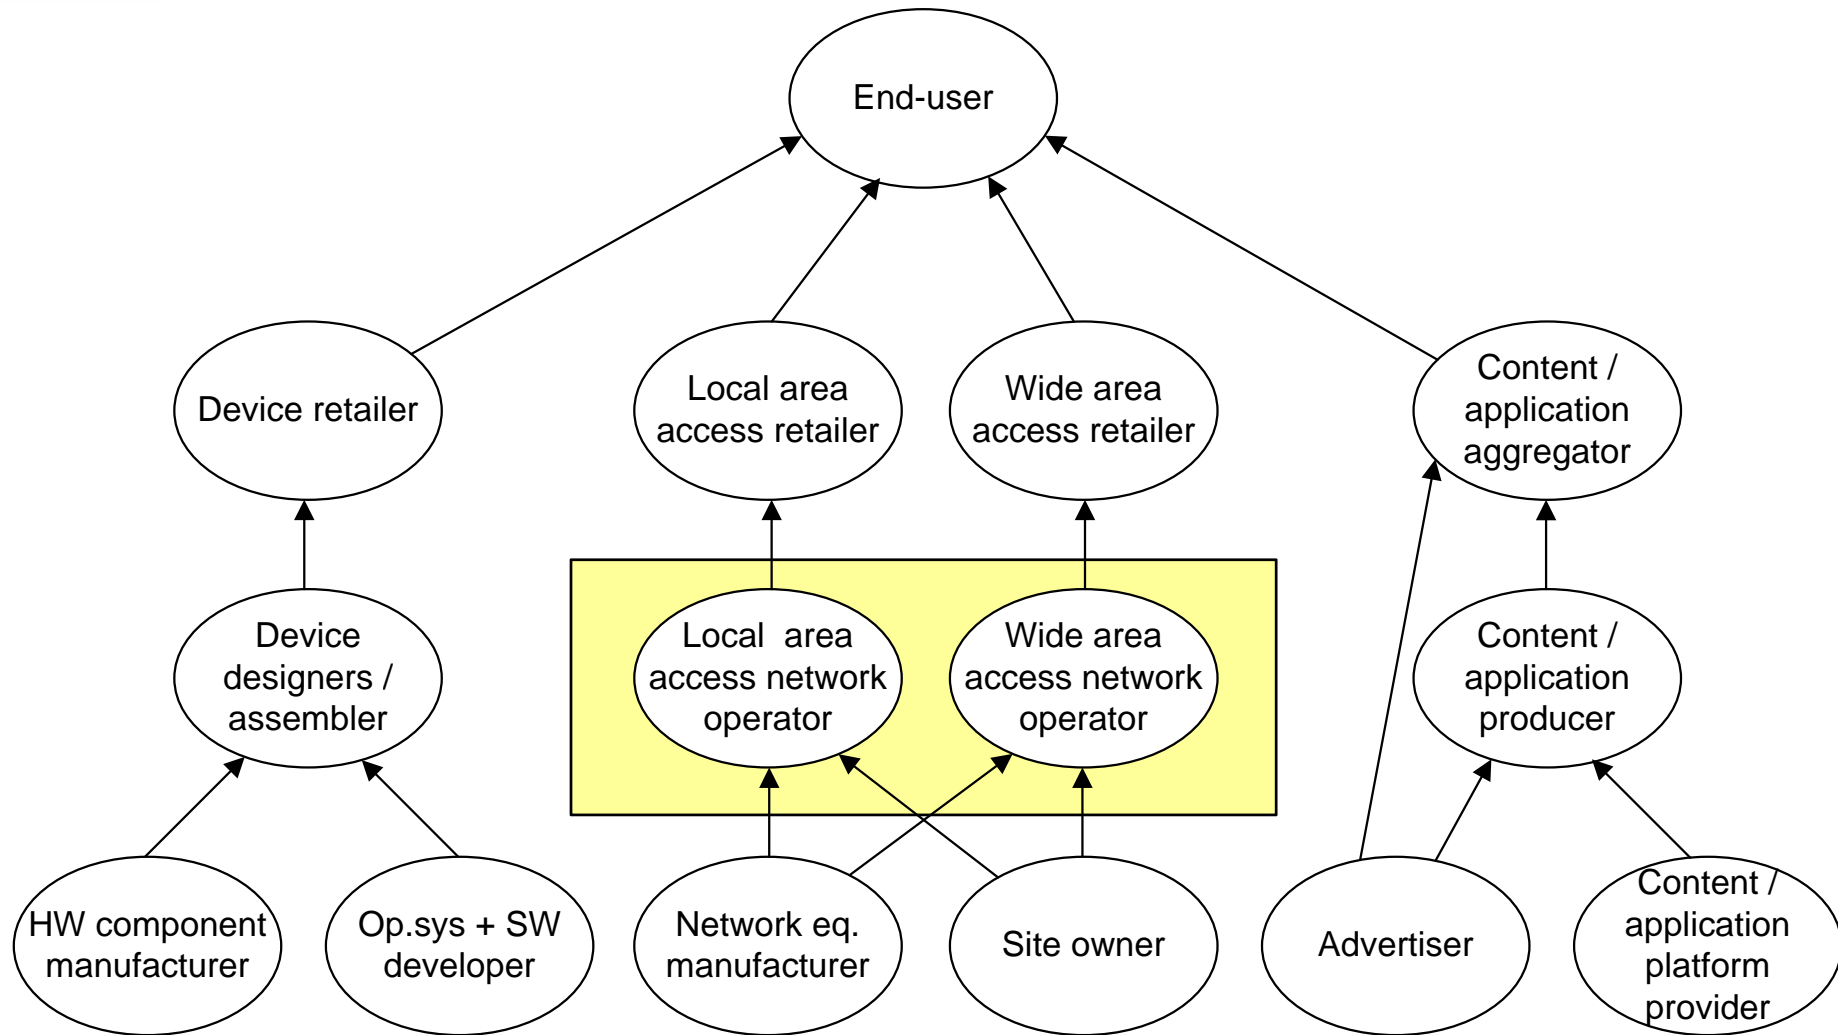 End-user
Device retailer
Local area
access retailer
Wide area
access retailer
Content /
application
aggregator
Device
designers /
assembler
Local  area
access network
operator
Wide area
access network
operator
Content /
application
producer
HW component
manufacturer
Op.sys + SW
developer
Network eq.
manufacturer
Site owner
Advertiser
Content /
application
platform
provider